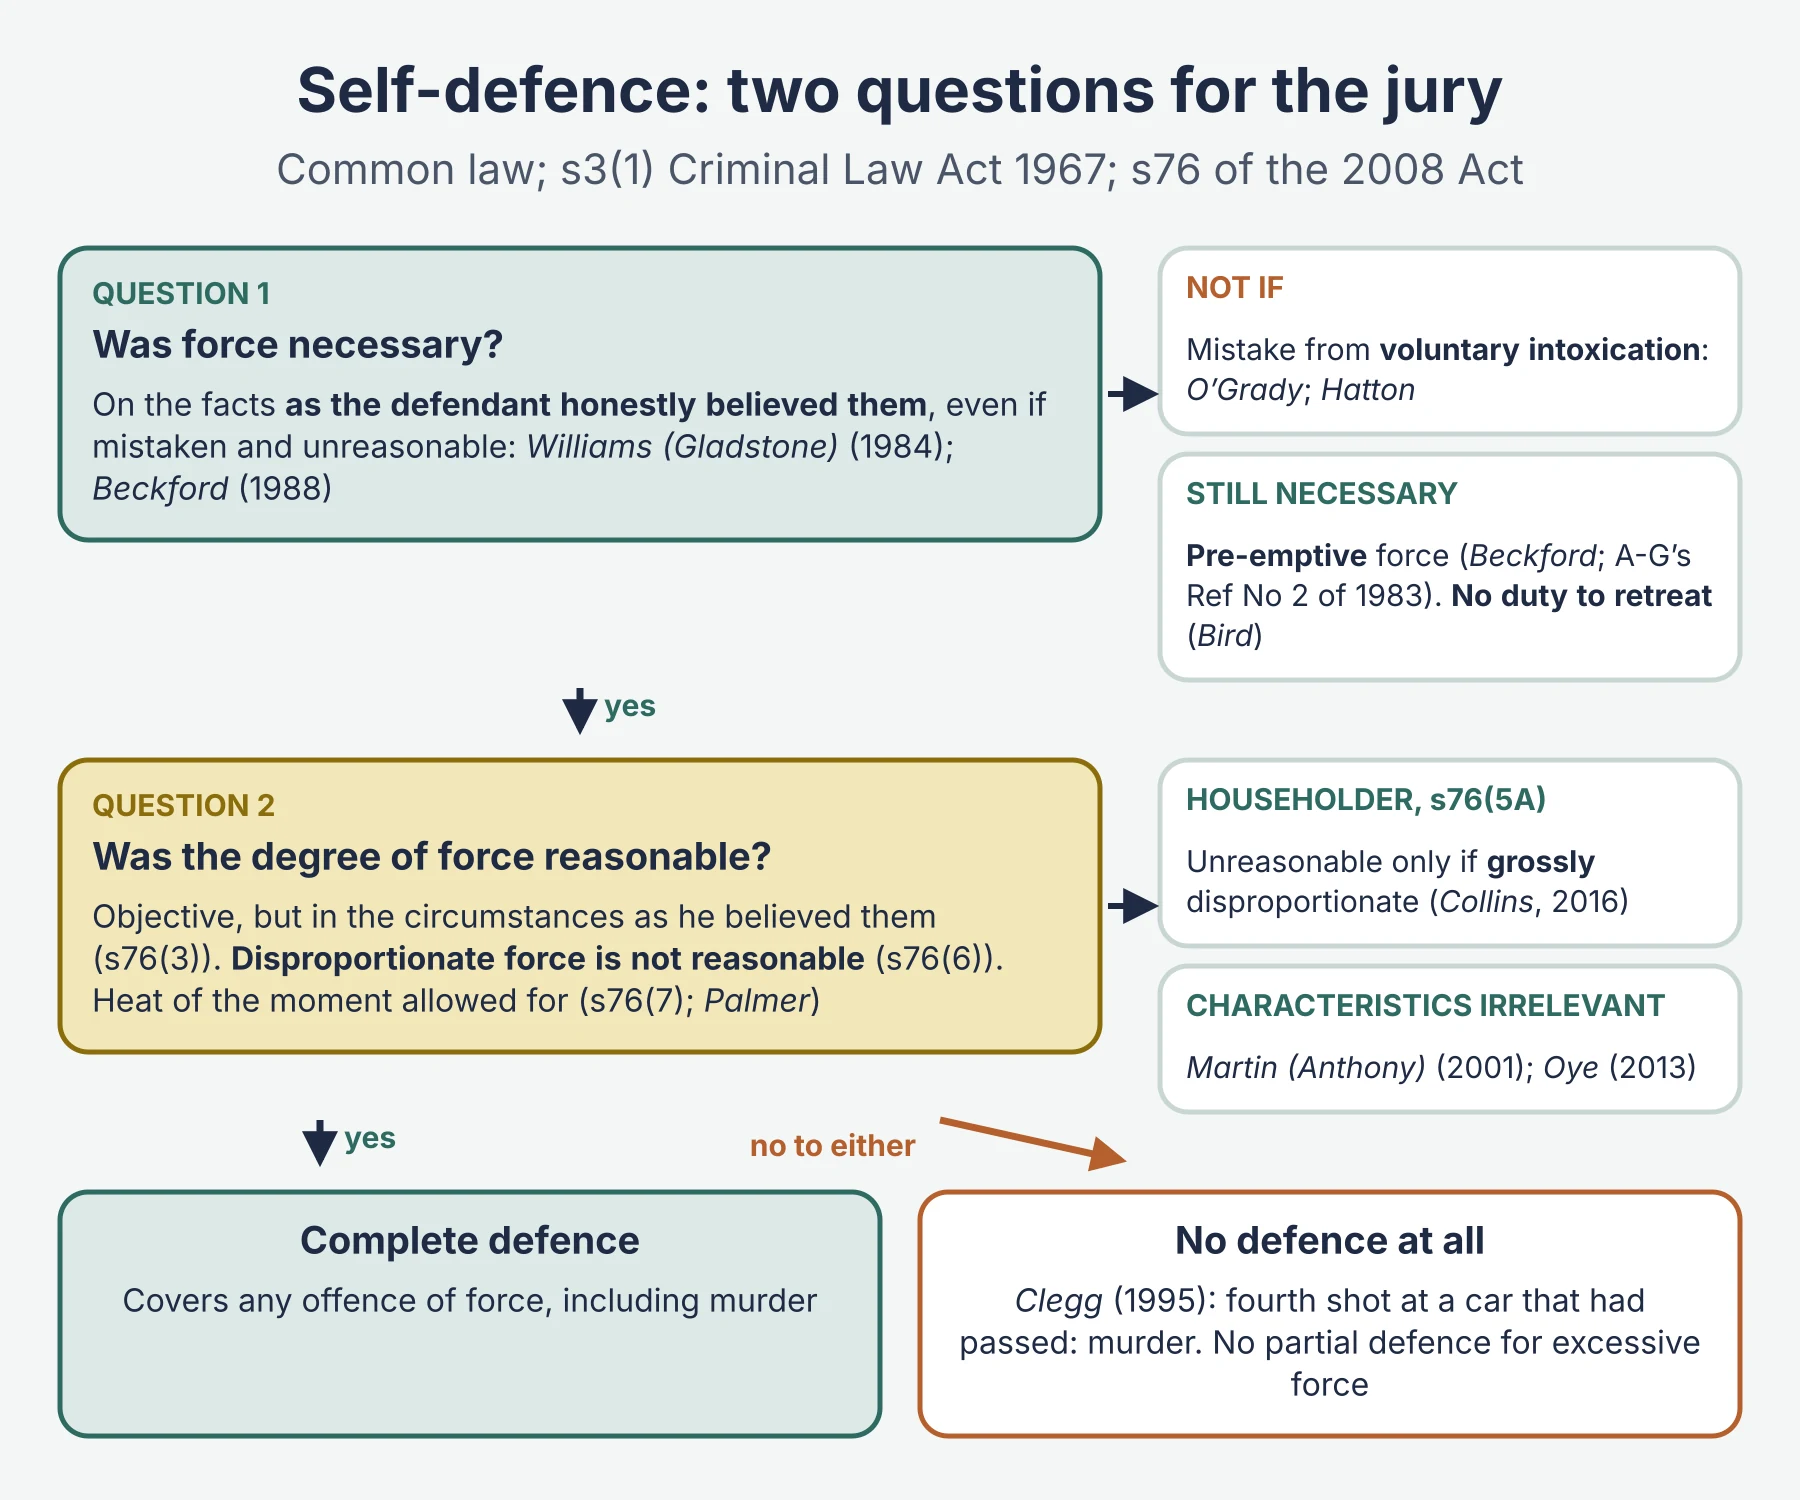 Self-defence: two questions for the jury
Common law; s3(1) Criminal Law Act 1967; s76 of the 2008 Act
QUESTION 1
Was force necessary?
On the facts as the defendant honestly believed them, even if
mistaken and unreasonable: Williams (Gladstone) (1984);
Beckford (1988)
NOT IF
Mistake from voluntary intoxication:
O’Grady; Hatton
STILL NECESSARY
Pre-emptive force (Beckford; A-G’s
Ref No 2 of 1983). No duty to retreat
(Bird)
yes
QUESTION 2
Was the degree of force reasonable?
Objective, but in the circumstances as he believed them
(s76(3)). Disproportionate force is not reasonable (s76(6)).
Heat of the moment allowed for (s76(7); Palmer)
HOUSEHOLDER, s76(5A)
Unreasonable only if grossly
disproportionate (Collins, 2016)
CHARACTERISTICS IRRELEVANT
Martin (Anthony) (2001); Oye (2013)
yes
no to either
Complete defence
Covers any offence of force, including murder
No defence at all
Clegg (1995): fourth shot at a car that had
passed: murder. No partial defence for excessive
force